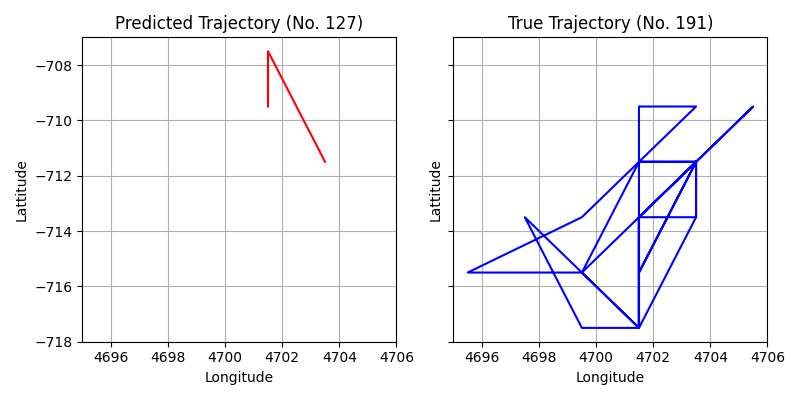 Predicted Trajectory (No. 127)
True Trajectory (No. 191)
−708
−710
−712
−714
−716
−718
Lattitude
Lattitude
4696 4698 4700 4702 4704 4706
4696 4698 4700 4702 4704 4706
Longitude
Longitude